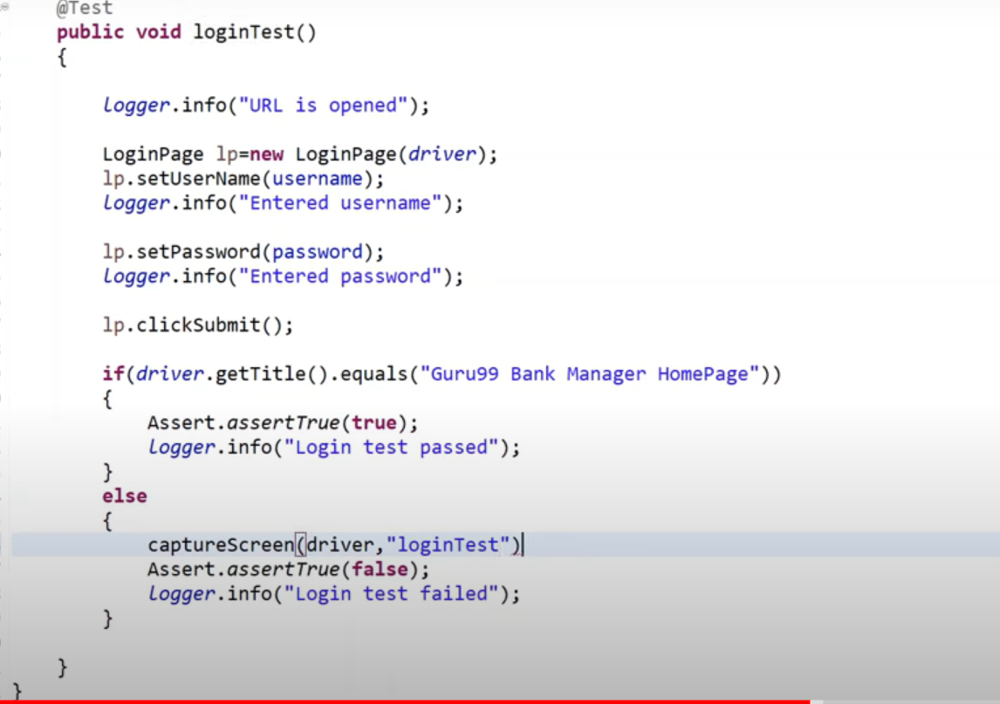 @Test
public void loginTest()
{
logger.info("URL is opened");
LoginPage lp=new LoginPage(driver);
lp.setUserName(username);
logger.info("Entered username");
lp.setPassword(password);
logger.info("Entered password");
lp.clickSubmit();
if(driver.getTitle().equals("Guru99 Bank Manager HomePage"))
{
Assert.assertTrue(true);
logger.info("Login test passed");
}
else
{
captureScreen(driver,"loginTest")
Assert.assertTrue(false);
logger.info("Login test failed");
}
}
}